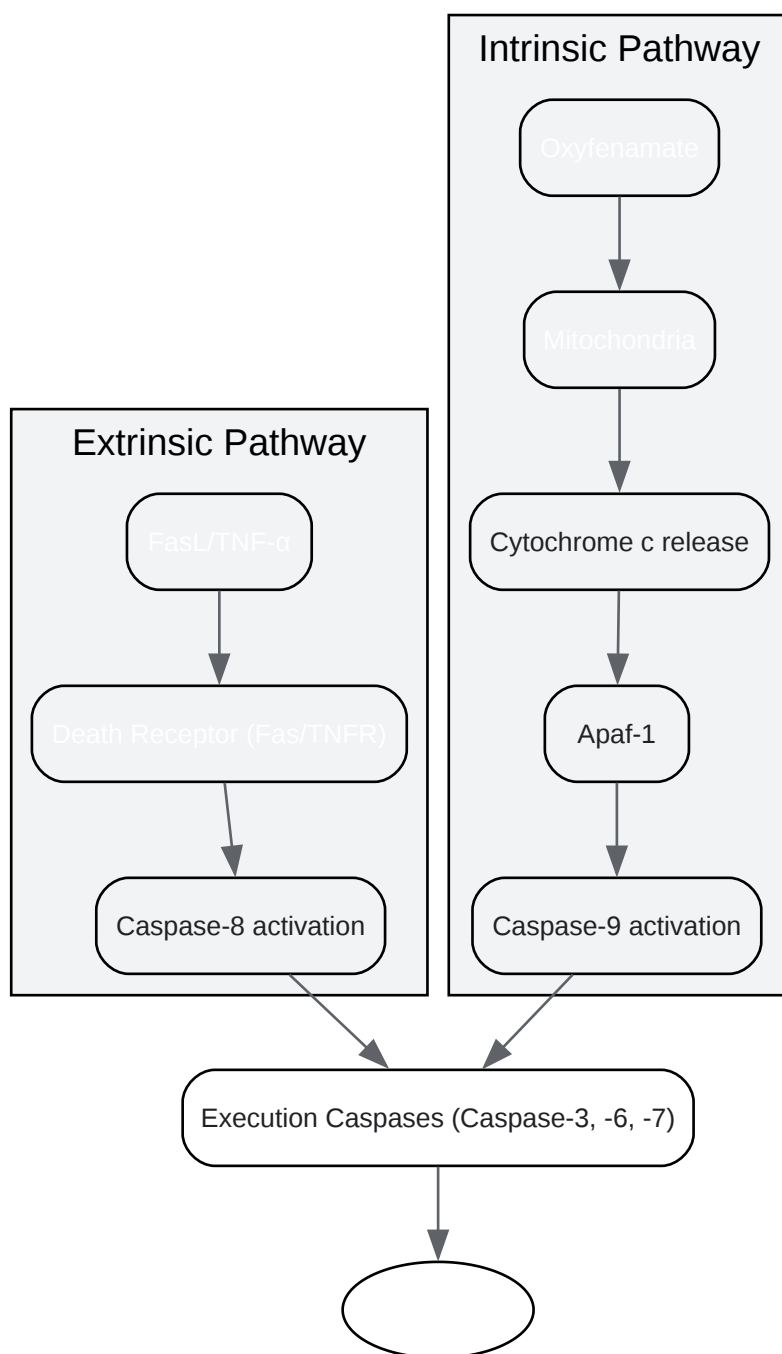 Intrinsic Pathway
Oxyfenamate
Mitochondria
Cytochrome c release
Apaf-1
Caspase-9 activation
Extrinsic Pathway
FasL/TNF-α
Death Receptor (Fas/TNFR)
Caspase-8 activation
Execution Caspases (Caspase-3, -6, -7)